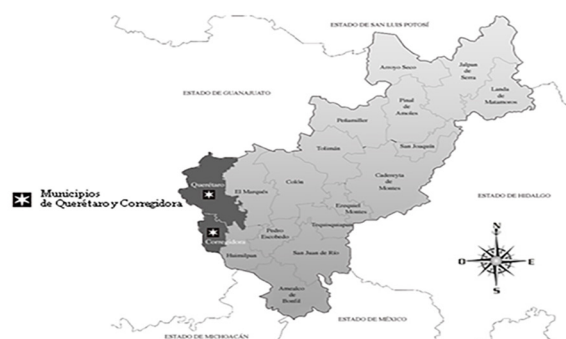 ESTADO DE SAN LUIS POTOSÍ
Arroyo Seco
Jalpan
de
Serra
Landa
de
Matamoros
ESTADO DE GUANAJUATO
Pinal
de
Amoles
Peñamiller
Tolimán
San Joaquín
Cadereyta
de
Montes
Colón
Querétaro
El Marqués
Municipios
de Querétaro y Corregidora
ESTADO DE HIDALGO
Ezequiel
Montes
Tequisquiapan
Pedro
Escobedo
Corregidora
Huimilpan
San Juan de Río
N
O
E
S
Amealco
de
Bonfil
ESTADO DE MÉXICO
ESTADO DE MICHOACÁN